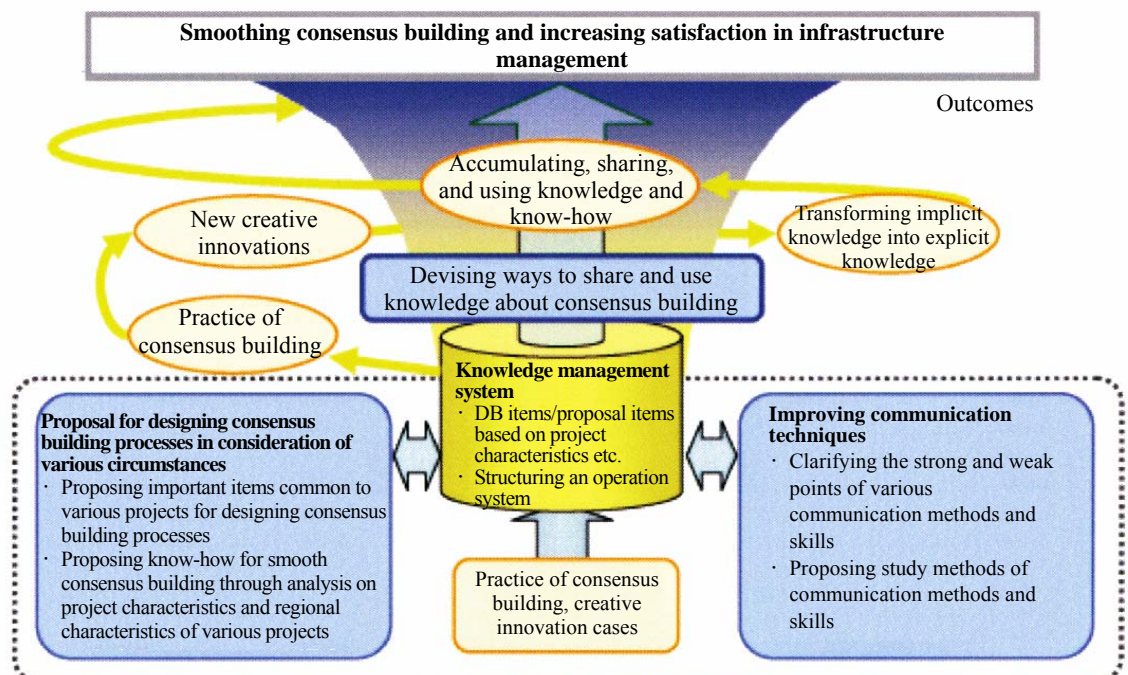 Smoothing consensus building and increasing satisfaction in infrastructure
management
Outcomes
Accumulating, sharing,
and using knowledge and
know-how
New creative
innovations
Transforming implicit
knowledge into explicit
knowledge
Devising ways to share and use
knowledge about consensus building
Practice of
consensus building
Knowledge management
system
· DB items/proposal items
based on project
characteristics etc.
· Structuring an operation
system
Proposal for designing consensus
building processes in consideration of
various circumstances
· Proposing important items common to
various projects for designing consensus
building processes
· Proposing know-how for smooth
consensus building through analysis on
project characteristics and regional
characteristics of various projects
Improving communication
techniques
· Clarifying the strong and weak
points of various
communication methods and
skills
· Proposing study methods of
communication methods and
skills
Practice of consensus
building, creative
innovation cases